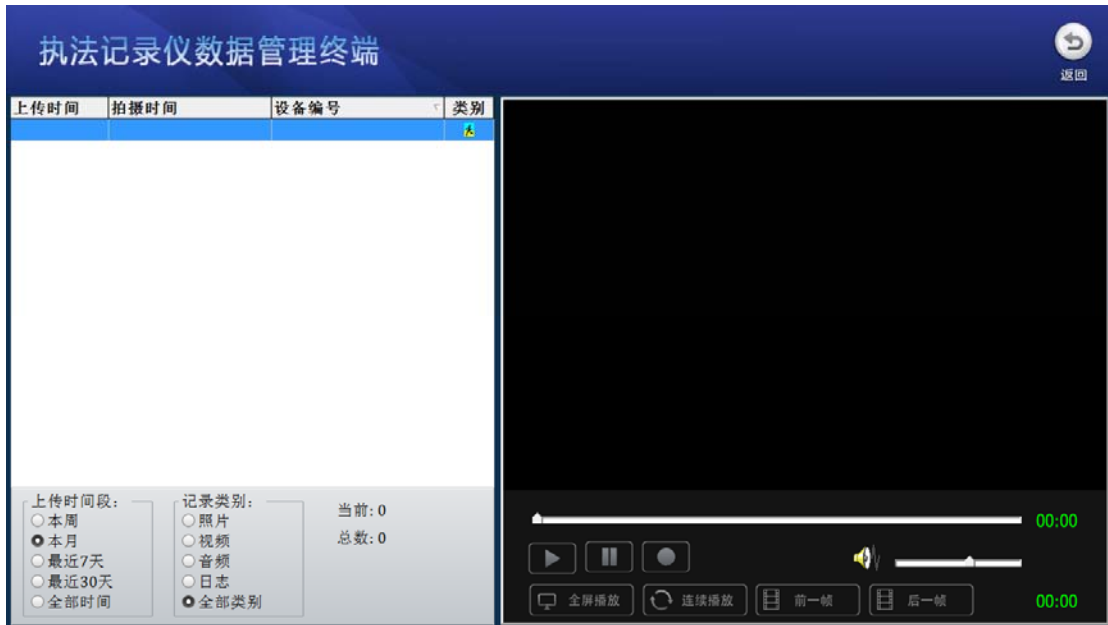 执法记录仪数据管理终端
返回
上传时间 拍摄时间 设备编号 类别
上传时间段: 记录类别:
本周 照片 当前: 0
本月 视频
最近7天 音频 总数: 0
最近30天 日志
全部时间 全部类别
00:00
全屏播放 连续播放 前一帧 后一帧 00:00